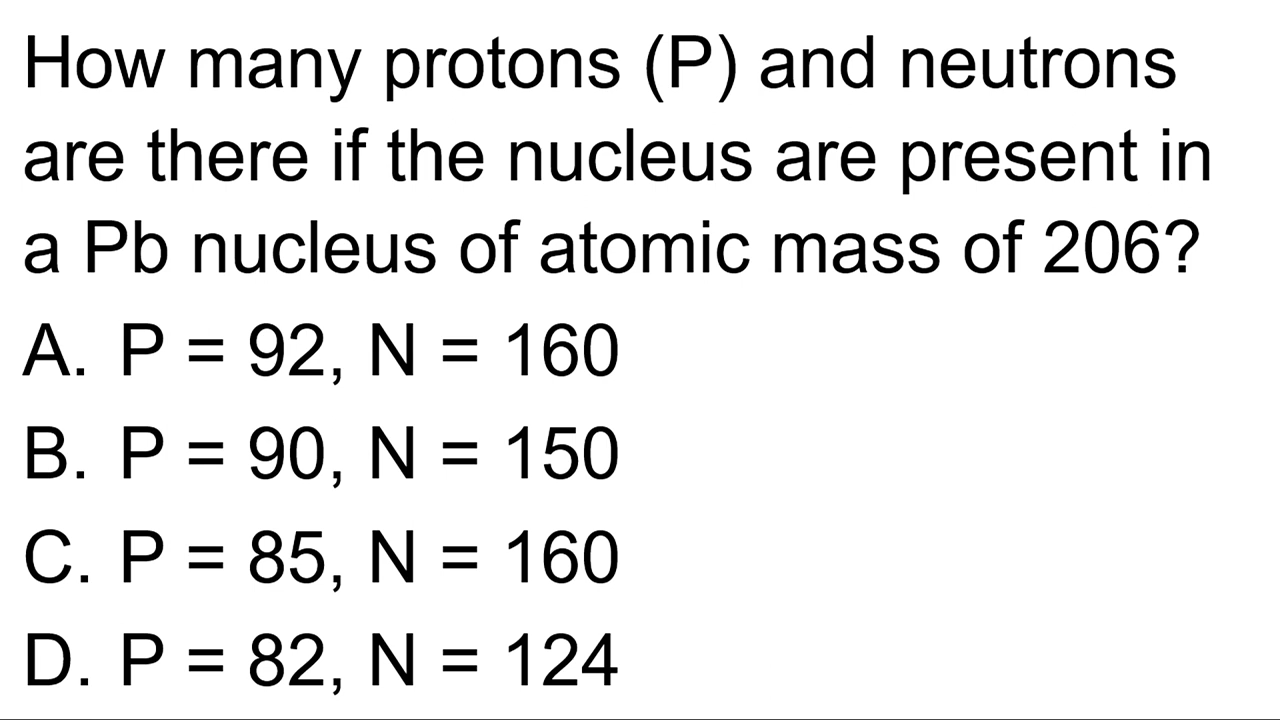 How many protons (P) and neutrons
are there if the nucleus are present in
a Pb nucleus of atomic mass of 206?
A. P = 92, N = 160
B. P = 90, N = 150
C. P = 85, N = 160
D. P = 82, N = 124